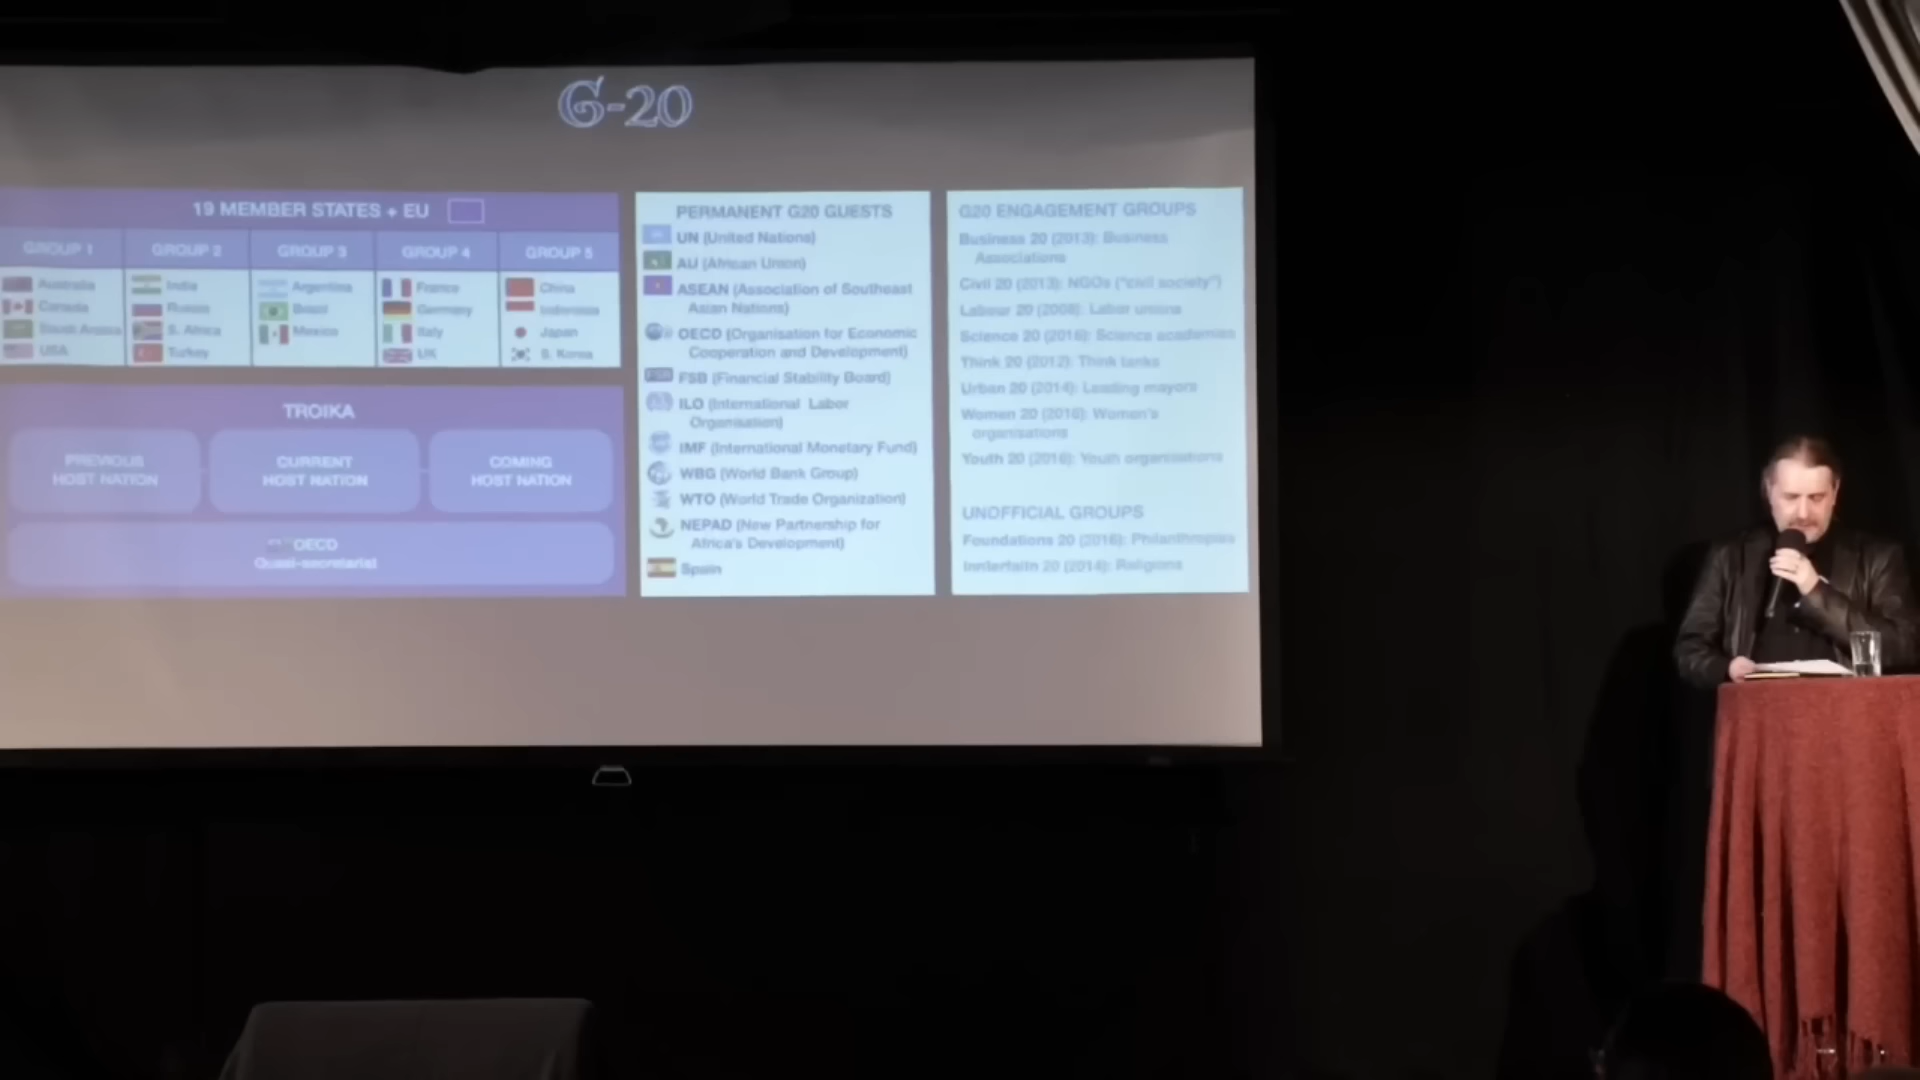 G-20
19 MEMBER STATES + EU
GROUP 1
GROUP 2
GROUP 3
GROUP 4
GROUP 5
Australia
Canada
Saudi Arabia
USA
India
Russia
S. Africa
Turkey
Argentina
Brazil
Mexico
France
Germany
Italy
UK
China
Indonesia
Japan
S. Korea
TROIKA
PREVIOUS
HOST NATION
CURRENT
HOST NATION
COMING
HOST NATION
OECD
Quasi-secretariat
PERMANENT G20 GUESTS
UN (United Nations)
AU (African Union)
ASEAN (Association of Southeast
Asian Nations)
OECD (Organisation for Economic
Cooperation and Development)
FSB (Financial Stability Board)
ILO (International Labor
Organisation)
IMF (International Monetary Fund)
WBG (World Bank Group)
WTO (World Trade Organization)
NEPAD (New Partnership for
Africa's Development)
Spain
G20 ENGAGEMENT GROUPS
Business 20 (2013): Business
Associations
Civil 20 (2013): NGOs ("civil society")
Labour 20 (2008): Labor unions
Science 20 (2016): Science academies
Think 20 (2012): Think tanks
Urban 20 (2014): Leading mayors
Women 20 (2016): Women's
organisations
Youth 20 (2016): Youth organisations
UNOFFICIAL GROUPS
Foundations 20 (2016): Philanthropies
20 (2014): Religions